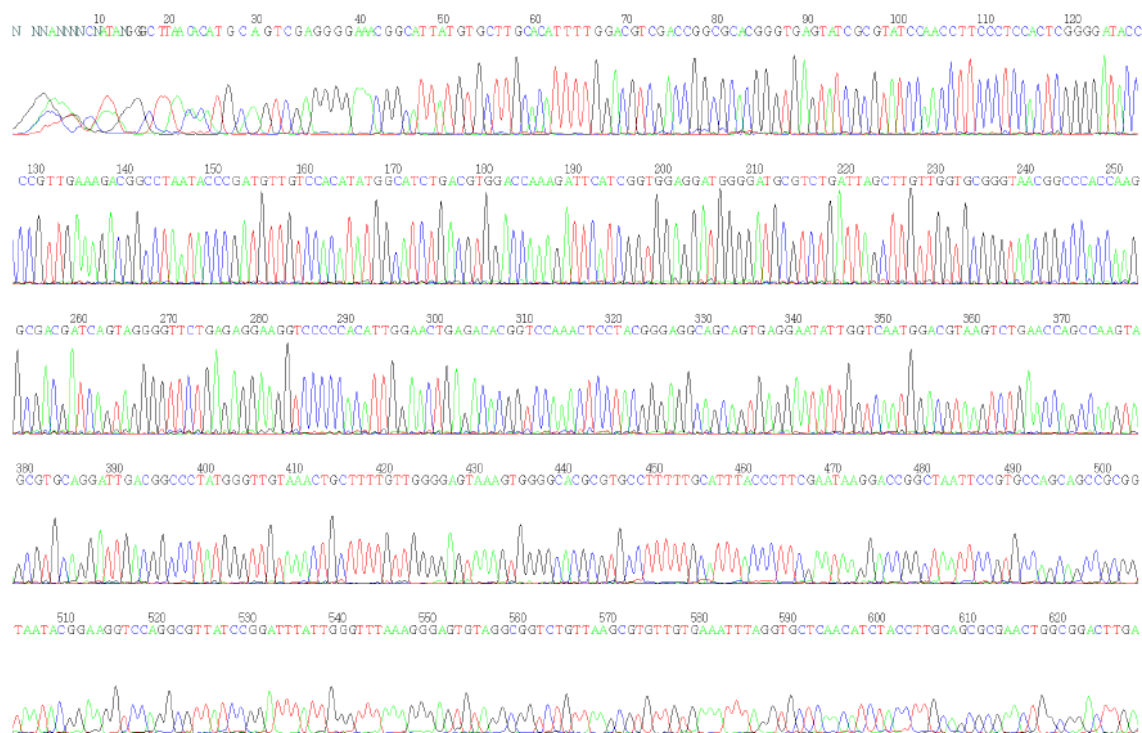 10 20 30 40 50 60 70 80 90 100 110 120
N NNANNNNCNATANGGGCTTAACACATGCAGTCGAGGGGAAACGGCATTATGTGCTTGCACATTTTGGACGTCGACCGGCGCACGGGTGAGTATCGCGTATCCAACCTTCCCTCCACTCGGGGATACC
130 140 150 160 170 180 190 200 210 220 230 240 250
CCGTTGAAAGACGGCCTAATACCCGATGTTGTCCACATATGGCATCTGACGTGGACCAAAGATTCATCGGTGGAGGATGGGGATGCGTCTGATTAGCTTGTTGGTGCGGGTAACGGCCCACCAAG
260 270 280 290 300 310 320 330 340 350 360 370
GCGACGATCAGTAGGGGTTCTGAGAGGAAGGTCCCCCACATTGGAACTGAGACACGGTCCAAACTCCTACGGGAGGCAGCAGTGAGGAATATTGGTCAATGGACGTAAGTCTGAACCAGCCAAGTA
380 390 400 410 420 430 440 450 460 470 480 490 500
GCGTGCAGGATTGACGGCCCTATGGGTTGTAAACTGCTTTTGTTGGGGAGTAAAGTGGGGCACGCGTGCCTTTTTGCATTTACCCTTCGAATAAGGACCGGCTAATTCCGTGCCAGCAGCCGCGG
510 520 530 540 550 560 570 580 590 600 610 620
TAATACGGAAGGTCCAGGCGTTATCCGGATTTATTGGGTTTAAAGGGAGTGTAGGCGGTCTGTTAAGCGTGTTGTGAAATTTAGGTGCTCAACATCTACCTTGCAGCGCGAACTGGCGGACTTGA